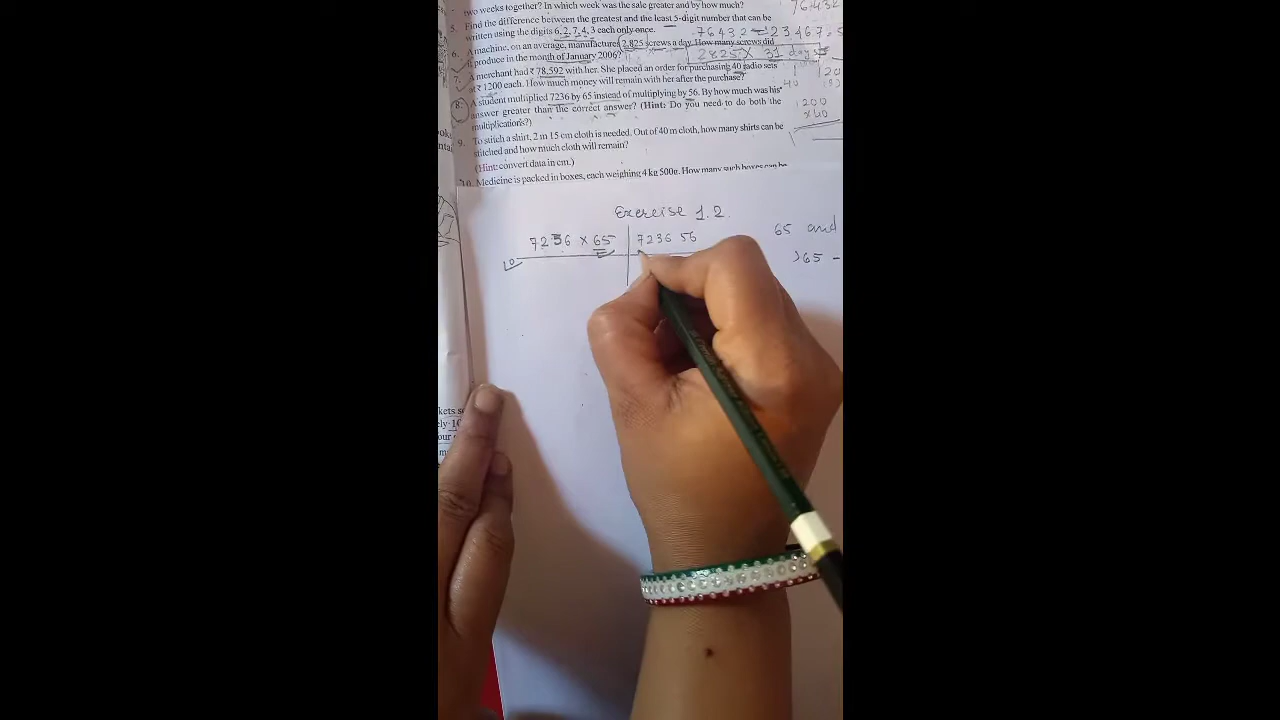 two weeks together? In which week was the sale greater and by how much?
76,432
5. Find the difference between the greatest and the least 5-digit number that can be
written using the digits 6, 2, 7, 4, 3 each only once.
76432 - 23467
6. A machine, on an average, manufactures 2,825 screws a day. How many screws did
it produce in the month of January 2006?
2825 × 31 days
7. A merchant had ₹ 78,592 with her. She placed an order for purchasing 40 radio sets
at ₹ 1200 each. How much money will remain with her after the purchase?
1 120
40
8. A student multiplied 7236 by 65 instead of multiplying by 56. By how much was his
answer greater than the correct answer? (Hint: Do you need to do both the
multiplications?)
1200
×40
9. To stitch a shirt, 2 m 15 cm cloth is needed. Out of 40 m cloth, how many shirts can be
stitched and how much cloth will remain?
(Hint: convert data in cm.)
10. Medicine is packed in boxes, each weighing 4 kg 500g. How many such boxes can be
Exercise 1.2
7236 × 65
7236 56
65 and
65 -
kets
ely
our